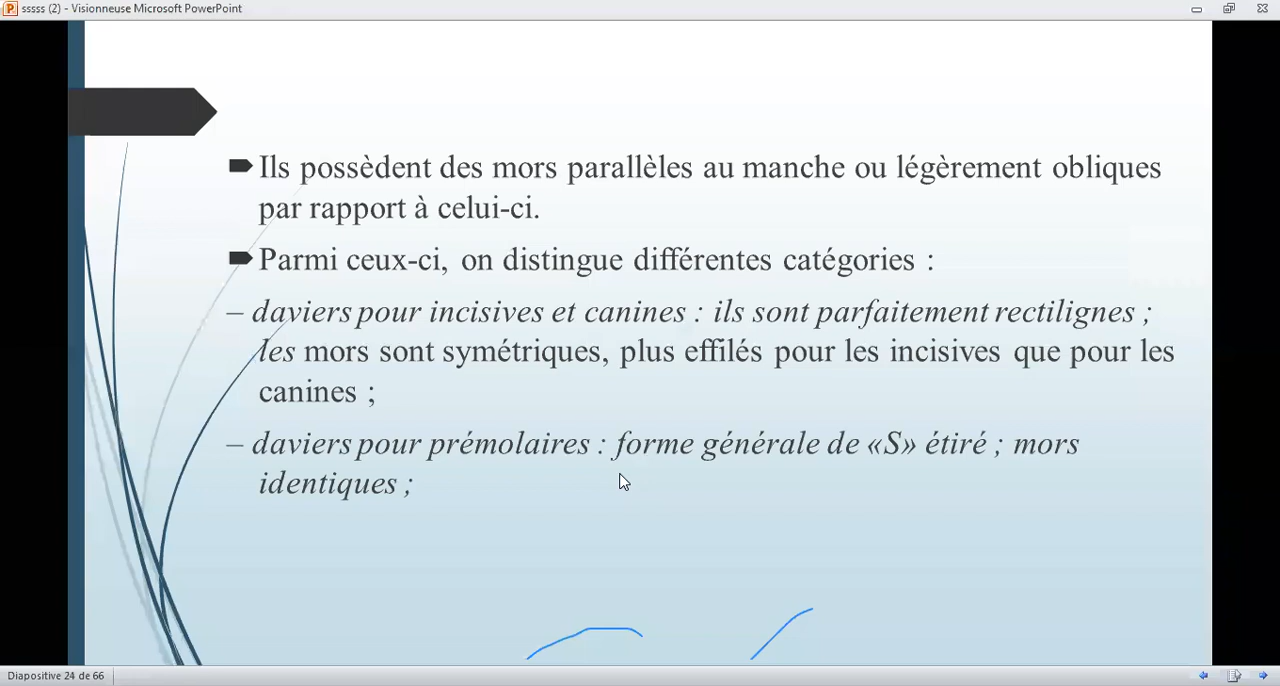 sssss (2) - Visionneuse Microsoft PowerPoint
Ils possèdent des mors parallèles au manche ou légèrement obliques
par rapport à celui-ci.
Parmi ceux-ci, on distingue différentes catégories :
– daviers pour incisives et canines : ils sont parfaitement rectilignes ;
les mors sont symétriques, plus effilés pour les incisives que pour les
canines ;
– daviers pour prémolaires : forme générale de «S» étiré ; mors
identiques ;
Diapositive 24 de 66